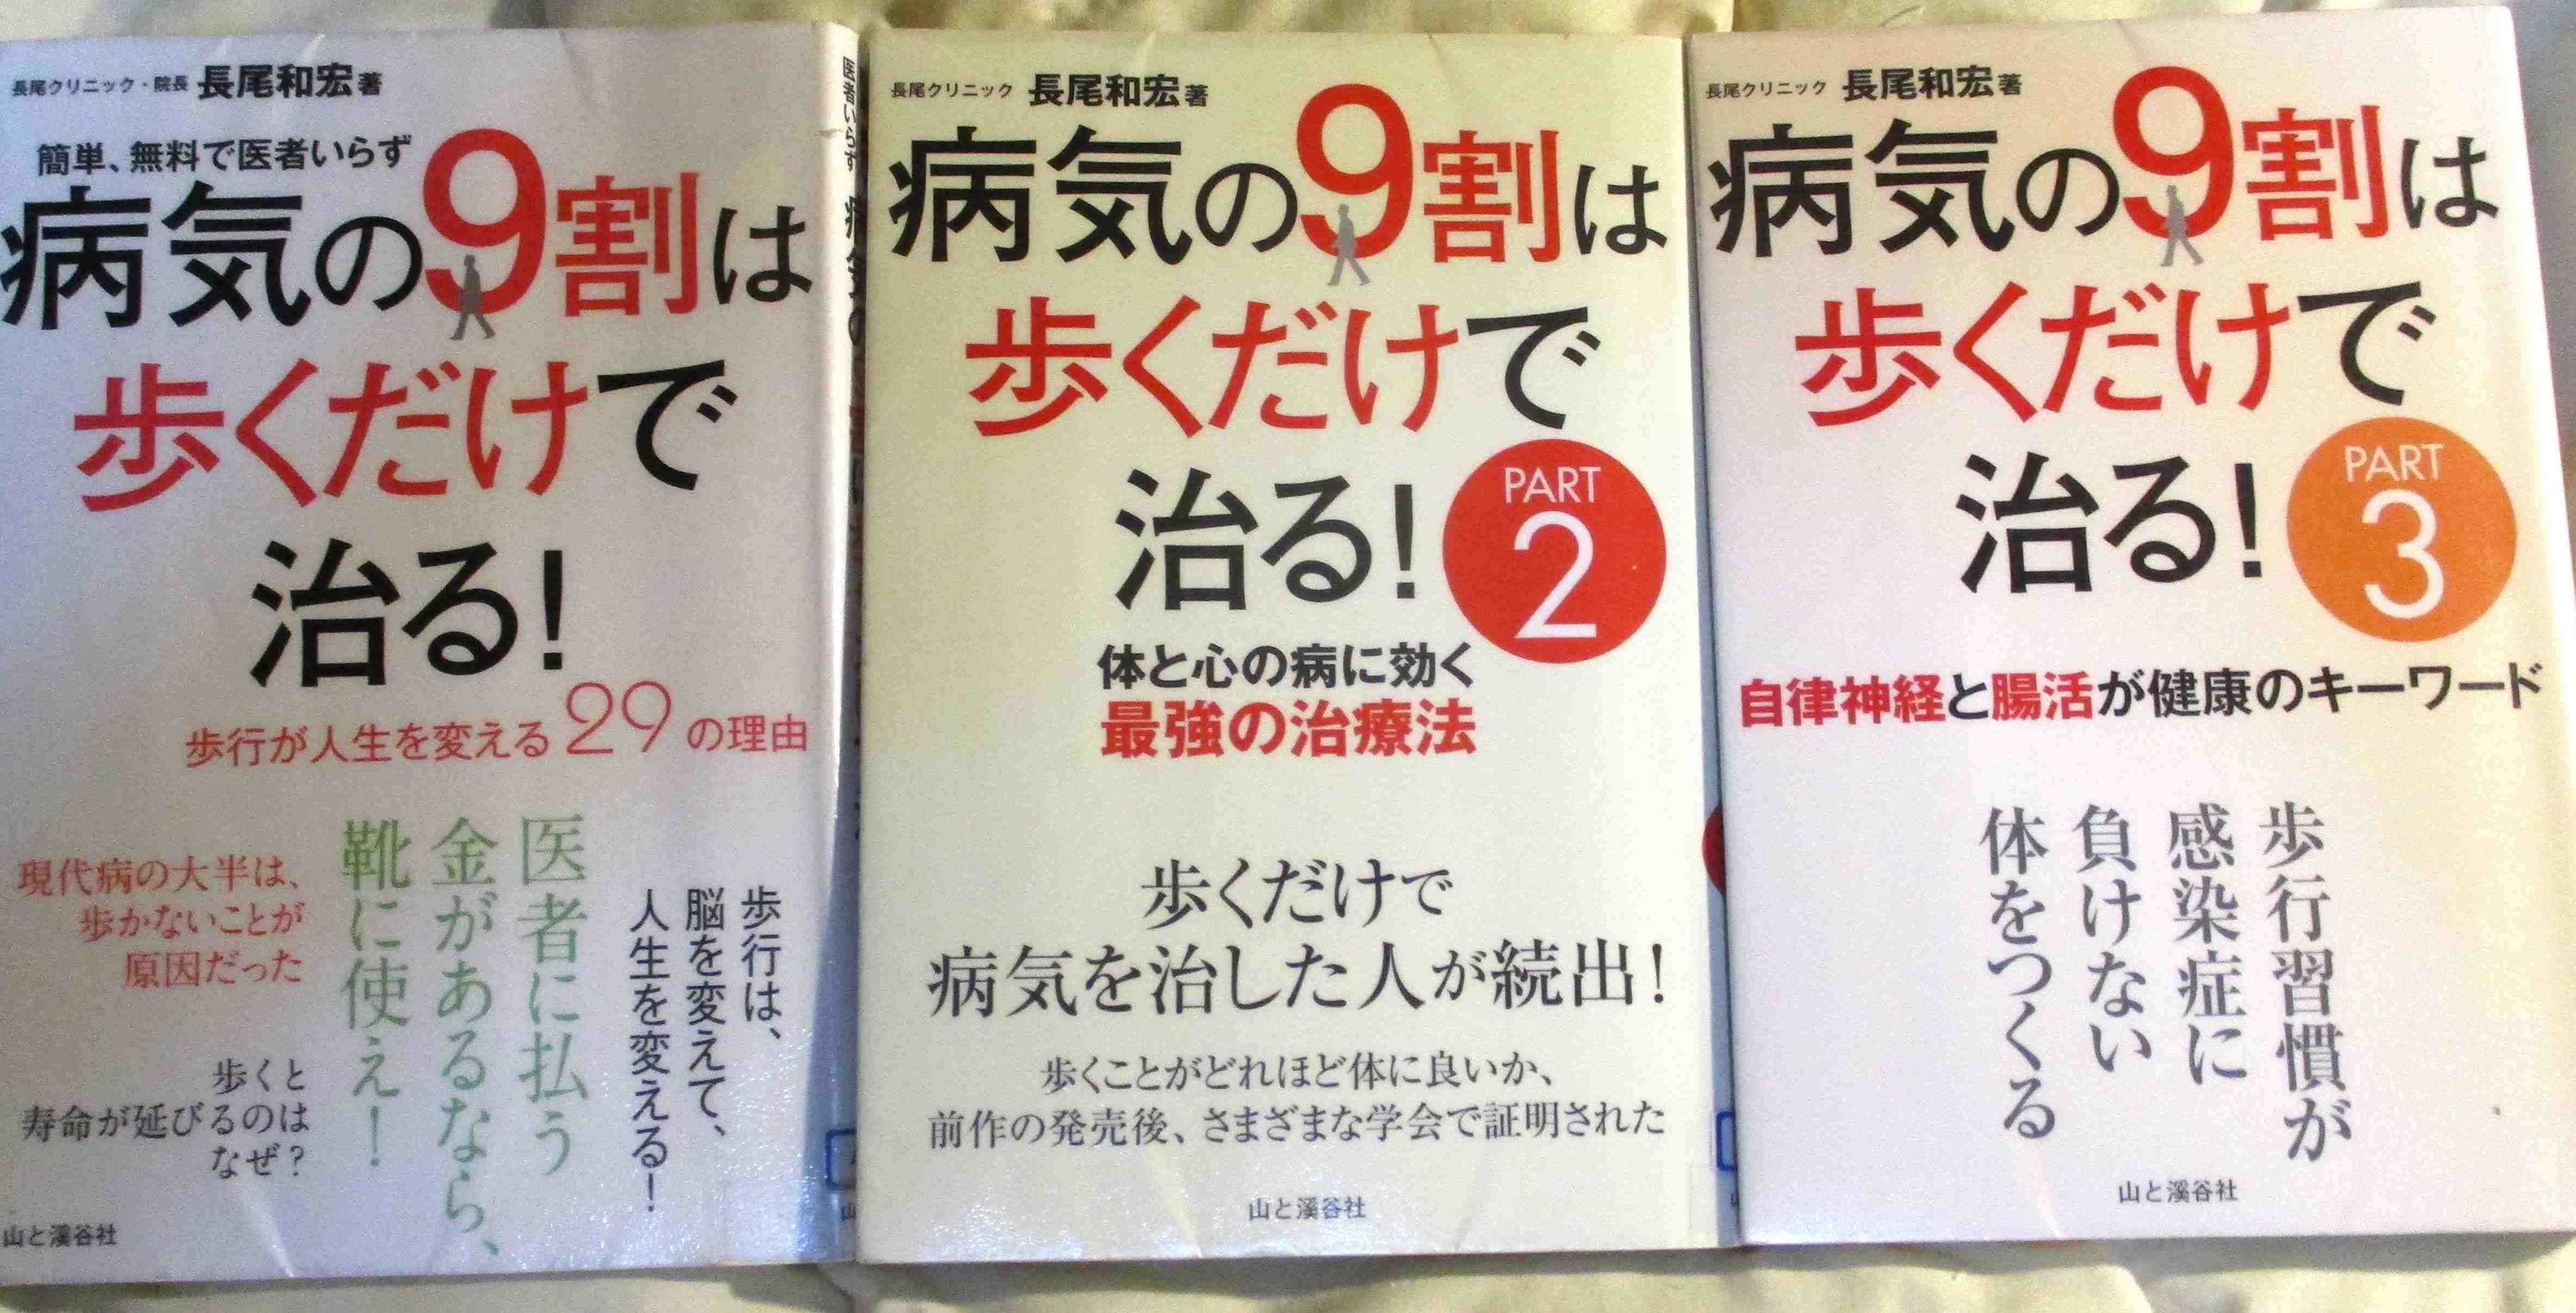 長尾クリニック・院長 長尾和宏著
簡単、無料で医者いらず
病気の9割は
歩くだけで
治る!
歩行が人生を変える29の理由
歩行は、
脳を変えて、
人生を変える!
医者に払う
金があるなら、
靴に使え!
現代病の大半は、
歩かないことが
原因だった
歩くと
寿命が延びるのは
なぜ?
山と溪谷社
医者いらず 病気の
長尾クリニック 長尾和宏著
病気の9割は
歩くだけで
治る!
PART
2
体と心の病に効く
最強の治療法
歩くだけで
病気を治した人が続出!
歩くことがどれほど体に良いか、
前作の発売後、さまざまな学会で証明された
山と溪谷社
長尾クリニック 長尾和宏著
病気の9割は
歩くだけで
治る!
PART
3
自律神経と腸活が健康のキーワード
歩行習慣が
感染症に
負けない
体をつくる
山と溪谷社